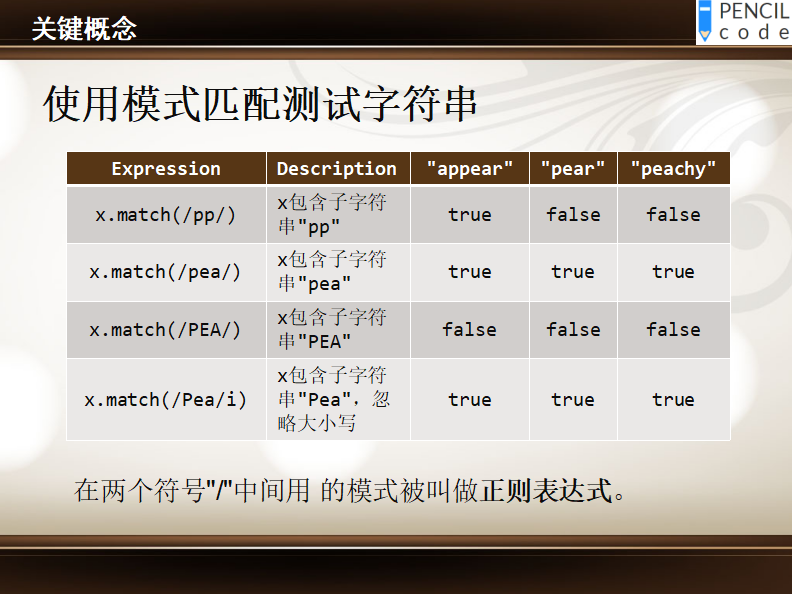 关键概念
PENCIL
code
使用模式匹配测试字符串
Expression Description "appear" "pear" "peachy"
x.match(/pp/) x包含子字符 true false false
串"pp"
x.match(/pea/) x包含子字符 true true true
串"pea"
x.match(/PEA/) x包含子字符 false false false
串"PEA"
x.match(/Pea/i) x包含子字符 true true true
串"Pea"，忽
略大小写
在两个符号"/"中间用 的模式被叫做正则表达式。